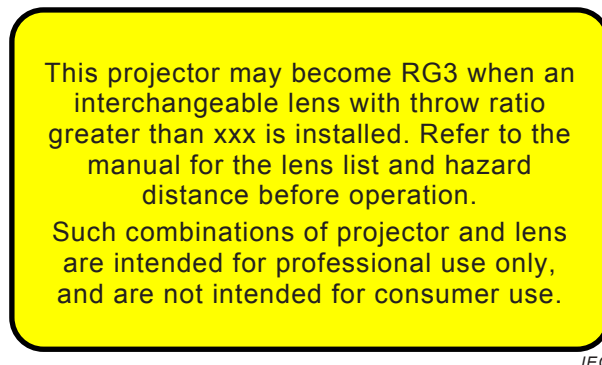 This projector may become RG3 when an
interchangeable lens with throw ratio
greater than xxx is installed. Refer to the
manual for the lens list and hazard
distance before operation.
Such combinations of projector and lens
are intended for professional use only,
and are not intended for consumer use.
IEC